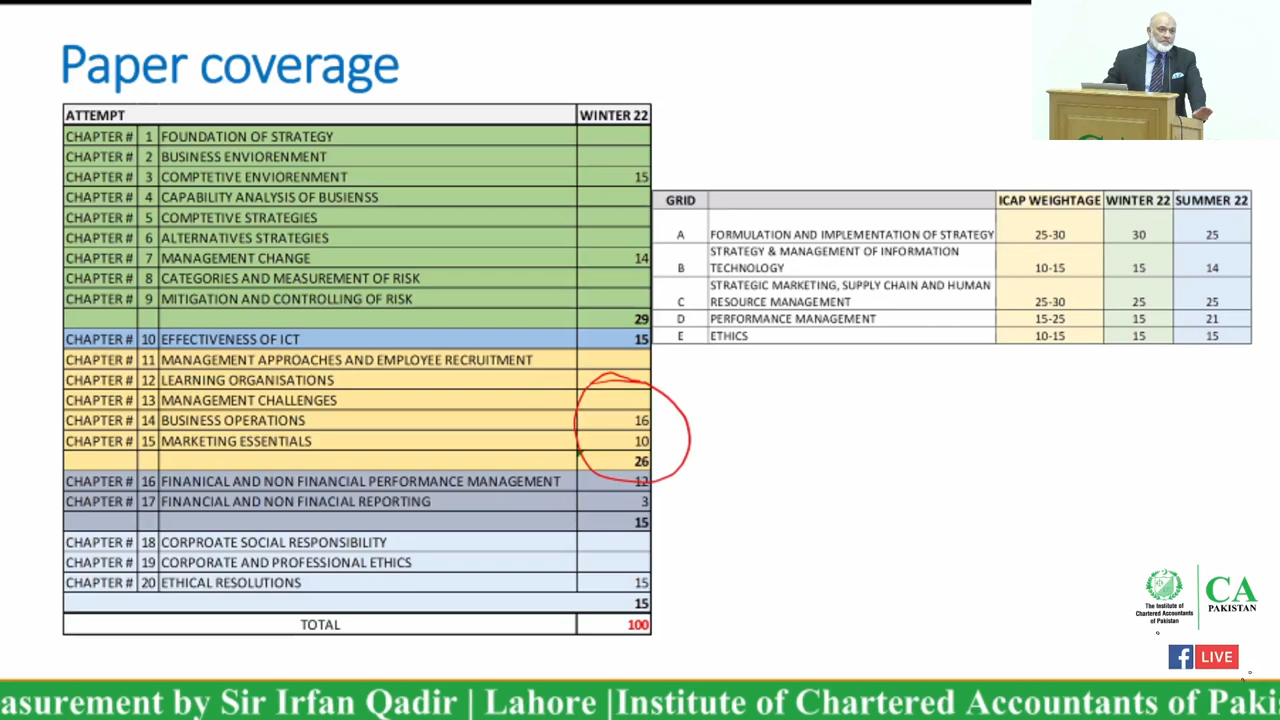 Paper coverage
ATTEMPT WINTER 22
CHAPTER # 1 FOUNDATION OF STRATEGY
CHAPTER # 2 BUSINESS ENVIORENMENT
CHAPTER # 3 COMPTETIVE ENVIORENMENT 15
CHAPTER # 4 CAPABILITY ANALYSIS OF BUSIENSS
CHAPTER # 5 COMPTETIVE STRATEGIES
CHAPTER # 6 ALTERNATIVES STRATEGIES
CHAPTER # 7 MANAGEMENT CHANGE 14
CHAPTER # 8 CATEGORIES AND MEASUREMENT OF RISK
CHAPTER # 9 MITIGATION AND CONTROLLING OF RISK
29
CHAPTER # 10 EFFECTIVENESS OF ICT 15
CHAPTER # 11 MANAGEMENT APPROACHES AND EMPLOYEE RECRUITMENT
CHAPTER # 12 LEARNING ORGANISATIONS
CHAPTER # 13 MANAGEMENT CHALLENGES
CHAPTER # 14 BUSINESS OPERATIONS 16
CHAPTER # 15 MARKETING ESSENTIALS 10
26
CHAPTER # 16 FINANICAL AND NON FINANCIAL PERFORMANCE MANAGEMENT 12
CHAPTER # 17 FINANCIAL AND NON FINACIAL REPORTING 3
15
CHAPTER # 18 CORPROATE SOCIAL RESPONSIBILITY
CHAPTER # 19 CORPORATE AND PROFESSIONAL ETHICS
CHAPTER # 20 ETHICAL RESOLUTIONS 15
15
TOTAL 100
GRID ICAP WEIGHTAGE WINTER 22 SUMMER 22
A FORMULATION AND IMPLEMENTATION OF STRATEGY 25-30 30 25
STRATEGY & MANAGEMENT OF INFORMATION
B TECHNOLOGY 10-15 15 14
STRATEGIC MARKETING, SUPPLY CHAIN AND HUMAN
C RESOURCE MANAGEMENT 25-30 25 25
D PERFORMANCE MANAGEMENT 15-25 15 21
E ETHICS 10-15 15 15
The Institute of
Chartered Accountants
of Pakistan
CA
PAKISTAN
f LIVE
asurement by Sir Irfan Qadir | Lahore |Institute of Chartered Accountants of Paki